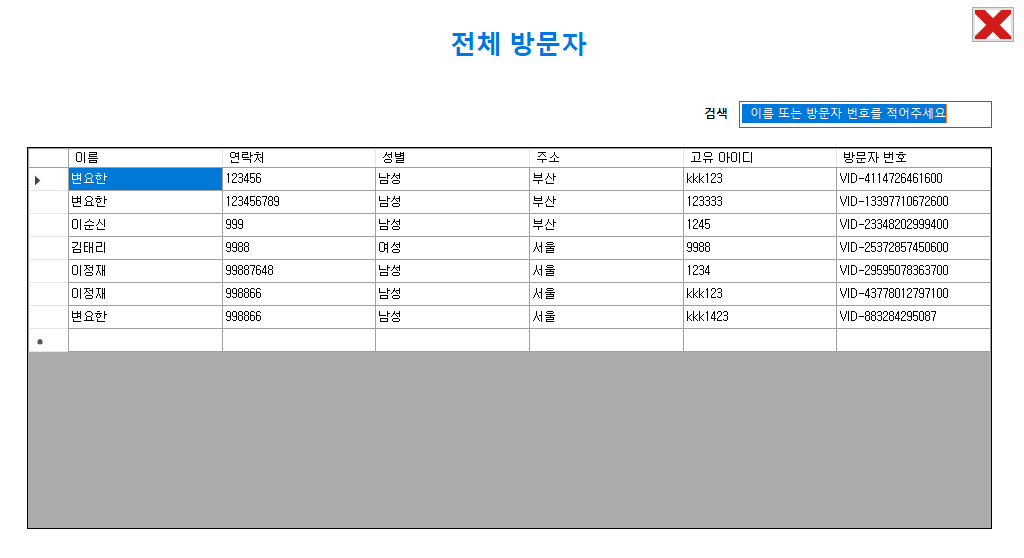 전체 방문자
검색 이름 또는 방문자 번호를 적어주세요
이름 연락처 성별 주소 고유 아이디 방문자 번호
변요한 123456 남성 부산 kkk123 VID-4114726461600
변요한 123456789 남성 부산 123333 VID-13397710672600
이순신 999 남성 부산 1245 VID-23348202999400
김태리 9988 여성 서울 9988 VID-25372857450600
이정재 99887648 남성 서울 1234 VID-29595078363700
이정재 998866 남성 서울 kkk123 VID-43778012797100
변요한 998866 남성 서울 kkk1423 VID-883284295087